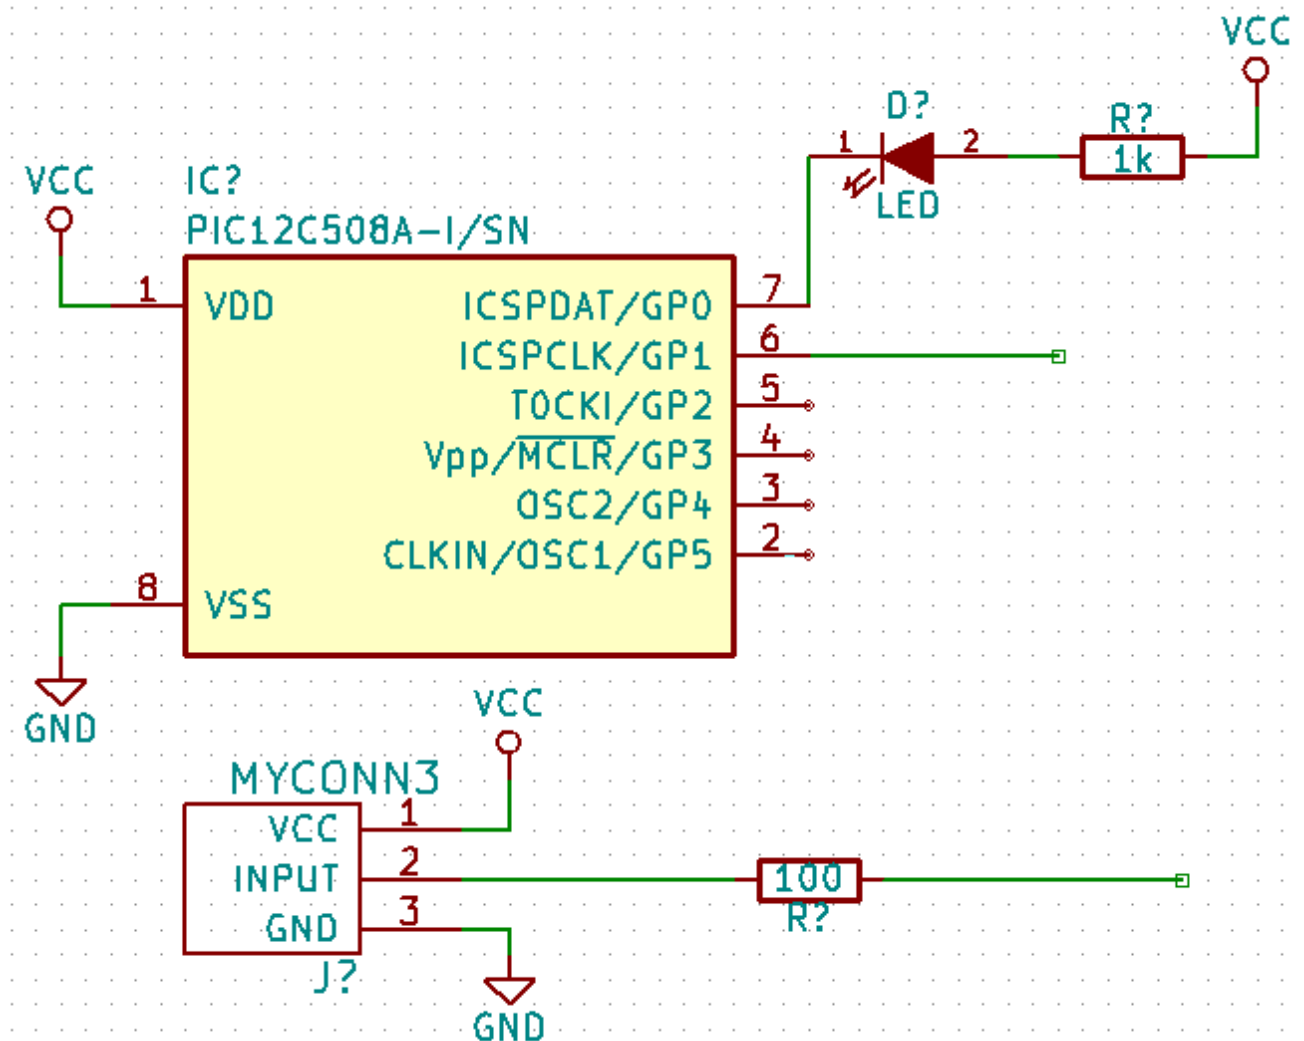 VCC
D?
R?
1
2
1k
LED
VCC
IC?
PIC12C508A-I/SN
1
VDD
ICSPDAT/GP0
7
ICSPCLK/GP1
6
T0CKI/GP2
5
Vpp/MCLR/GP3
4
OSC2/GP4
3
CLKIN/OSC1/GP5
2
8
VSS
GND
VCC
MYCONN3
VCC
1
INPUT
2
100
R?
GND
3
J?
GND